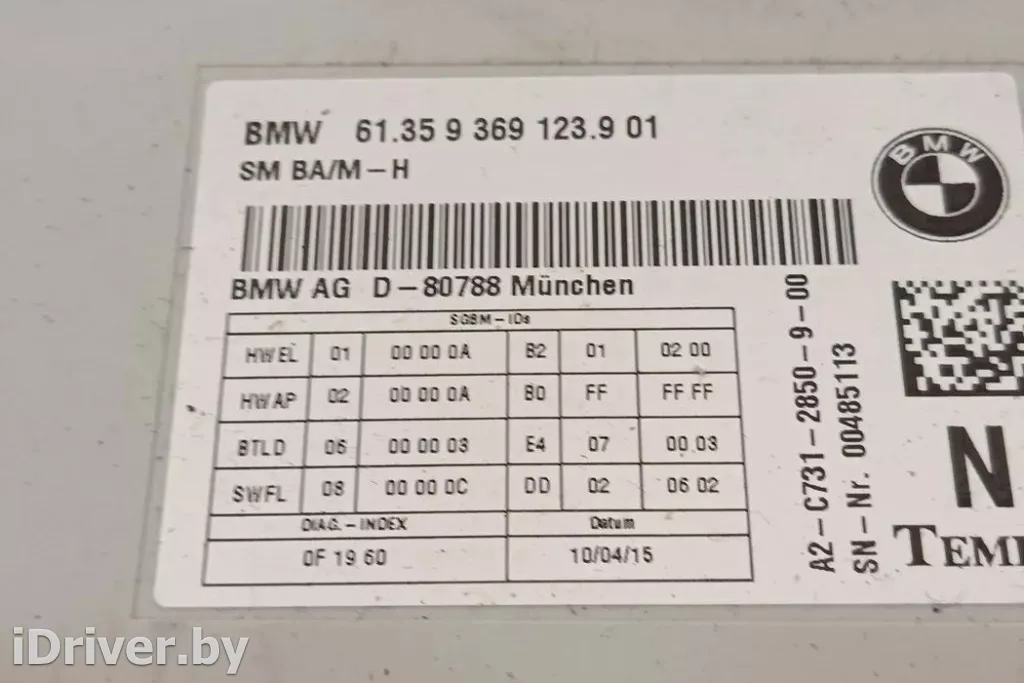 BMW 61.35 9 369 123.9 01
SM BA/M-H
BMW
BMW AG D-80788 München
SGBM-IDs
HWEL 01 00 00 0A B2 01 02 00
HWAP 02 00 00 0A B0 FF FF FF
BTLD 06 00 00 03 E4 07 00 03
SWFL 08 00 00 0C DD 02 06 02
DIAG.-INDEX Datum
0F 19 60 10/04/15
A2-C731-2850-9-00
SN-Nr. 00485113
N
TEM
iDriver.by